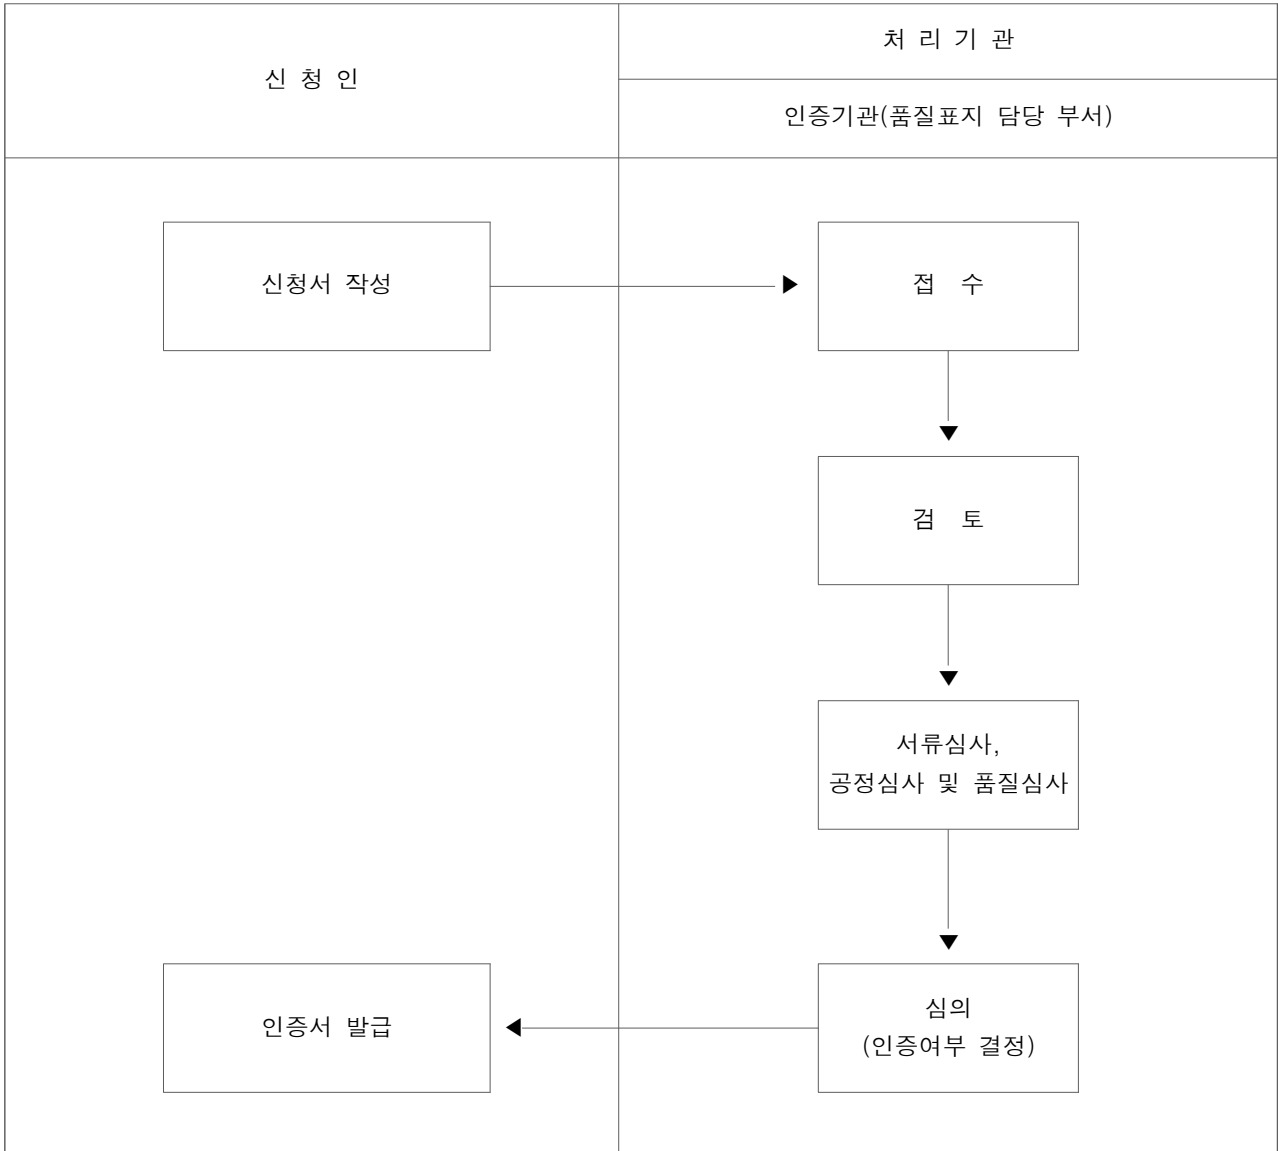 신 청 인
처 리 기 관
인증기관(품질표지 담당 부서)
신청서 작성
접 수
검 토
서류심사,
공정심사 및 품질심사
심의
(인증여부 결정)
인증서 발급